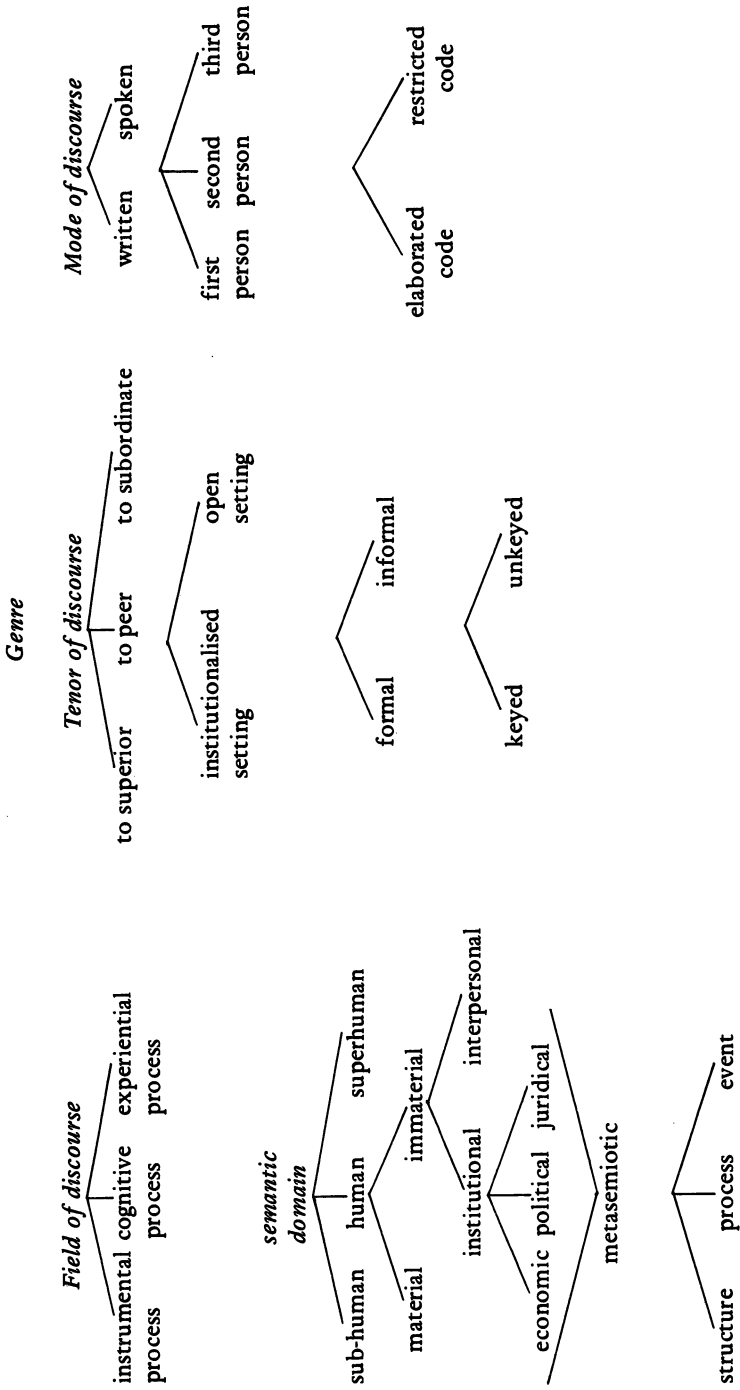 Genre
Field of discourse
instrumental cognitive experiential
process process process
semantic
domain
sub-human human superhuman
material immaterial
institutional interpersonal
economic political juridical
metasemiotic
structure process event
Tenor of discourse
to superior to peer to subordinate
institutionalised open
setting setting
formal informal
keyed unkeyed
Mode of discourse
written spoken
first second third
person person person
elaborated restricted
code code